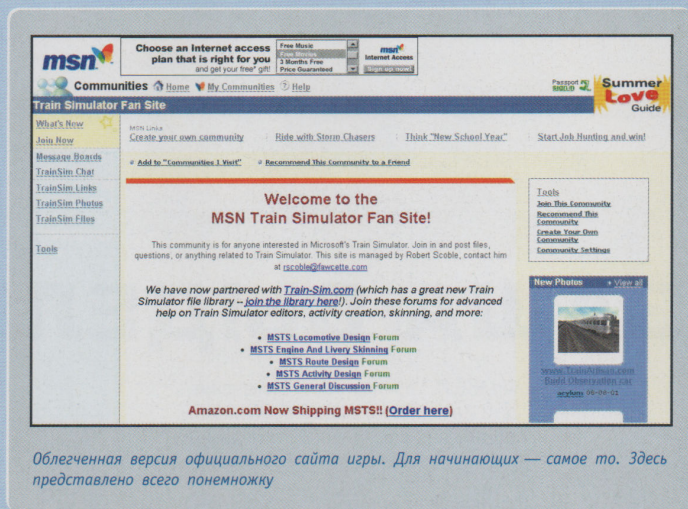 msn
Choose an Internet access
plan that is right for you
and get your free* gift!
Free Music
Free Movies
3 Months Free
Price Guaranteed
msn
Internet Access
Sign up now!
Communities Home My Communities ? Help
Passport
Summer
Love
Guide
Train Simulator Fan Site
What's New
Join Now
Message Boards
TrainSim Chat
TrainSim Links
TrainSim Photos
TrainSim Files
Tools
MSN Links
Create your own community Ride with Storm Chasers Think "New School Year" Start Job Hunting and win!
Add to "Communities I Visit" Recommend This Community to a Friend
Welcome to the
MSN Train Simulator Fan Site!
This community is for anyone interested in Microsoft's Train Simulator. Join in and post files,
questions, or anything related to Train Simulator. This site is managed by Robert Scoble, contact him
at rscoble@fawcette.com
We have now partnered with Train-Sim.com (which has a great new Train
Simulator file library -- join the library here!). Join these forums for advanced
help on Train Simulator editors, activity creation, skinning, and more:
• MSTS Locomotive Design Forum
• MSTS Engine And Livery Skinning Forum
• MSTS Route Design Forum
• MSTS Activity Design Forum
• MSTS General Discussion Forum
Amazon.com Now Shipping MSTS!! (Order here)
Tools
Join This Community
Recommend This
Community
Create Your Own
Community
Community Settings
New Photos View all
Budd Observation car
Облегченная версия официального сайта игры. Для начинающих — самое то. Здесь
представлено всего понемножку